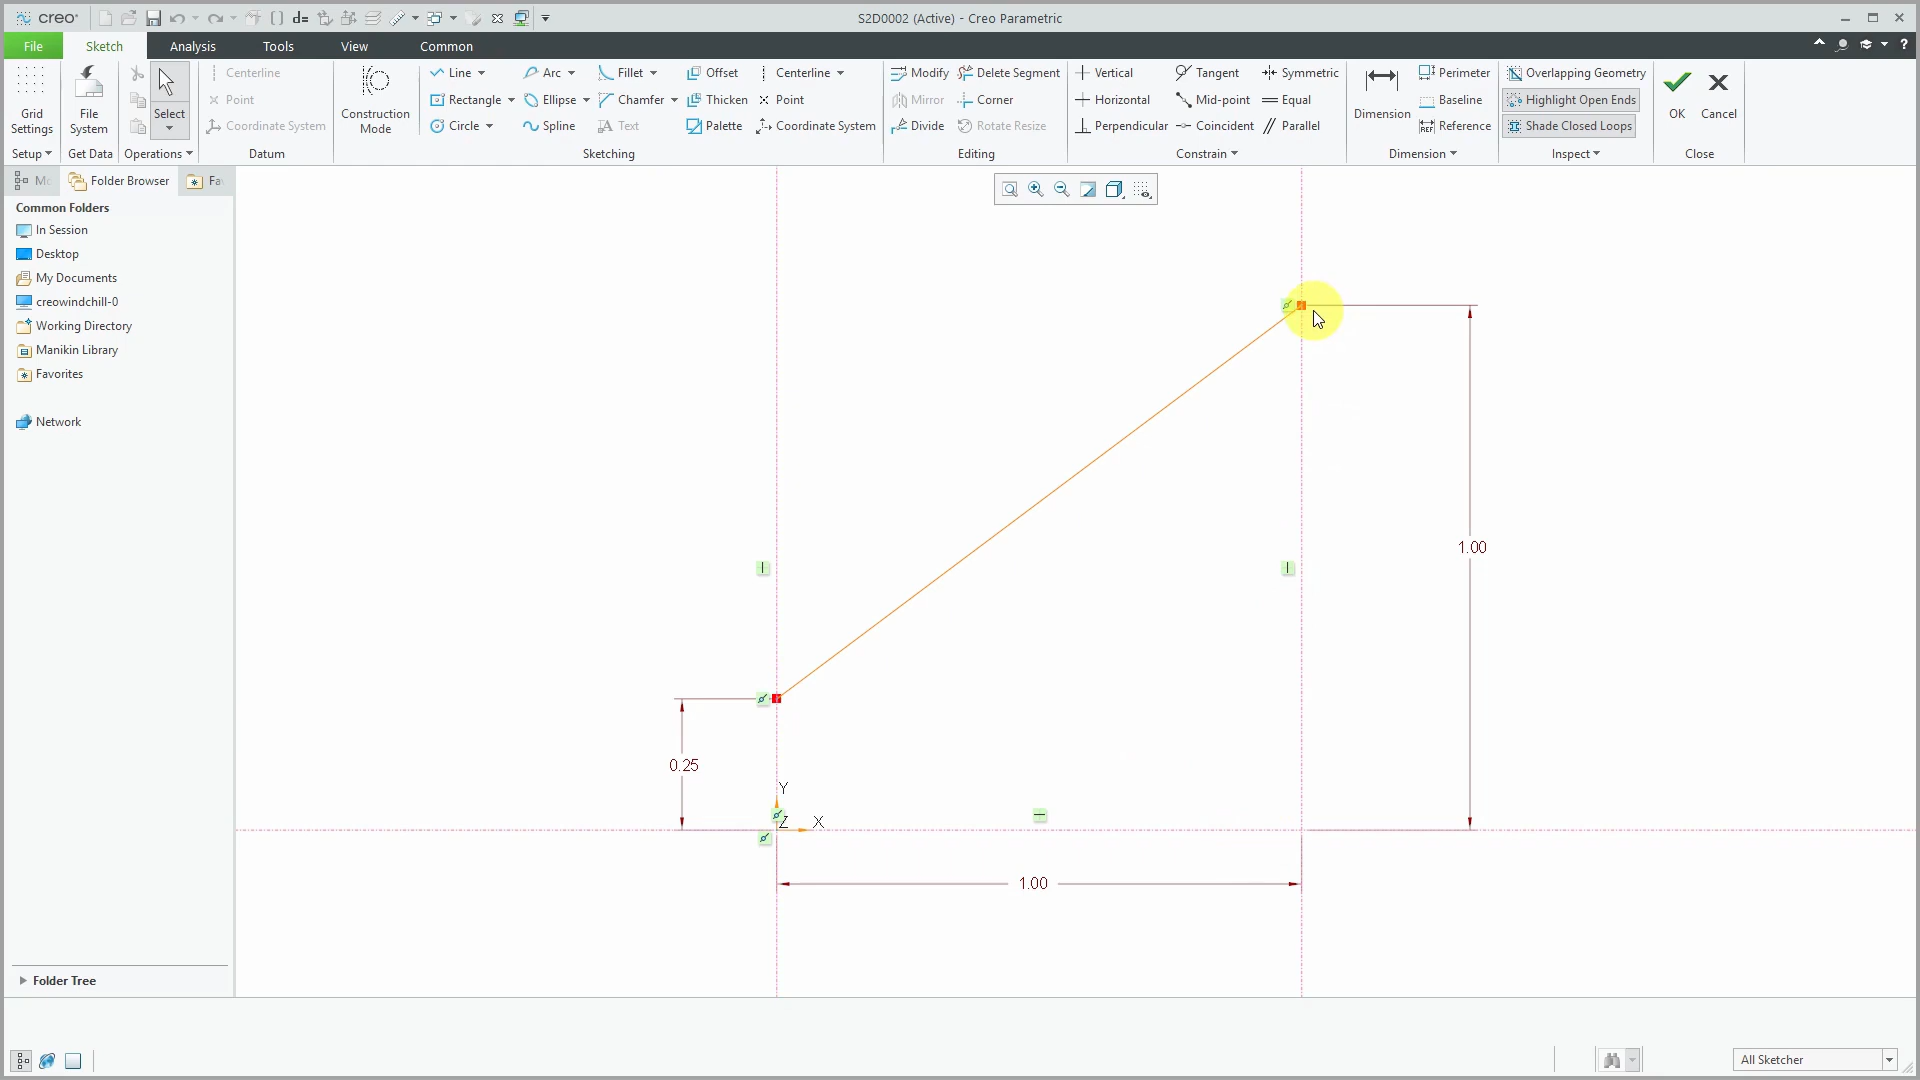 creo
S2D0002 (Active) - Creo Parametric
File Sketch Analysis Tools View Common
Grid Settings
File System
Select
Centerline
Point
Coordinate System
Construction Mode
Line Arc Fillet Offset Centerline
Rectangle Ellipse Chamfer Thicken Point
Circle Spline Text Palette Coordinate System
Modify Delete Segment
Mirror Corner
Divide Rotate Resize
Vertical Tangent Symmetric
Horizontal Mid-point Equal
Perpendicular Coincident Parallel
Dimension
Perimeter
Baseline
REF Reference
Overlapping Geometry
Highlight Open Ends
Shade Closed Loops
OK Cancel
Setup Get Data Operations Datum Sketching Editing Constrain Dimension Inspect Close
Mo Folder Browser Fa
Common Folders
In Session
Desktop
My Documents
creowindchill-0
Working Directory
Manikin Library
Favorites
Network
1.00
0.25
Y
Z X
1.00
Folder Tree
All Sketcher